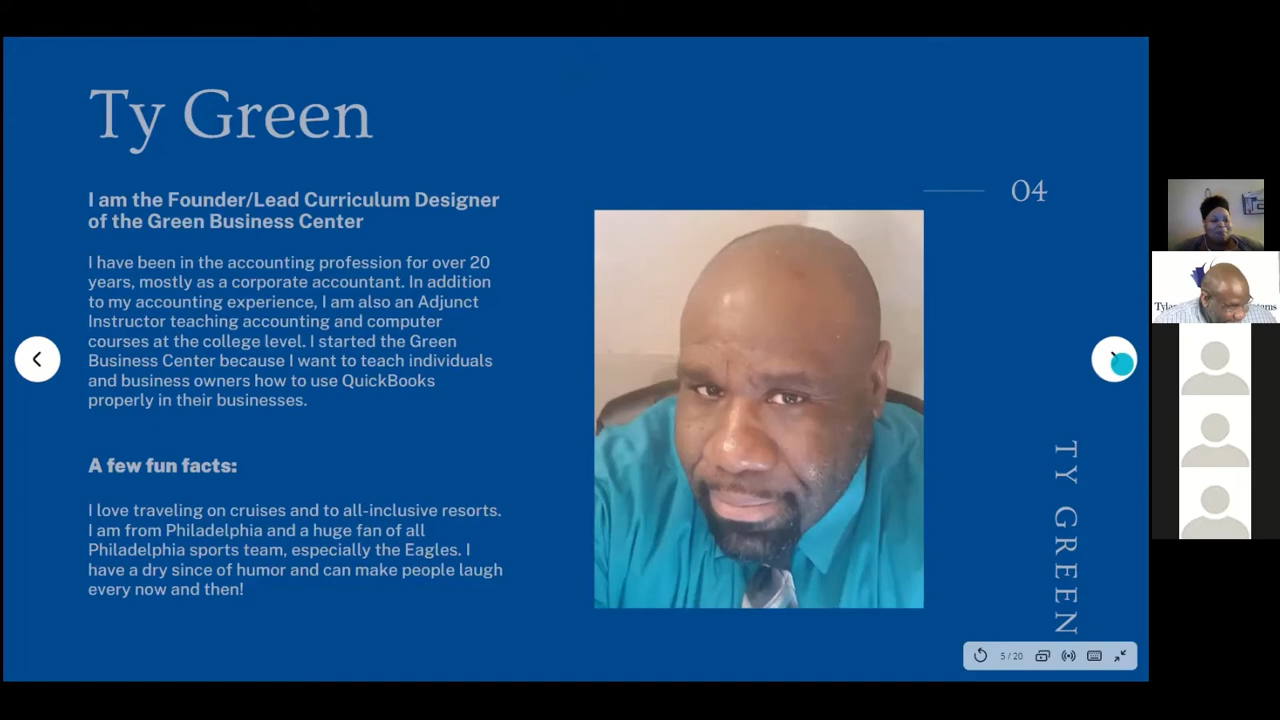 Ty Green
04
I am the Founder/Lead Curriculum Designer
of the Green Business Center
I have been in the accounting profession for over 20
years, mostly as a corporate accountant. In addition
to my accounting experience, I am also an Adjunct
Instructor teaching accounting and computer
courses at the college level. I started the Green
Business Center because I want to teach individuals
and business owners how to use QuickBooks
properly in their businesses.
A few fun facts:
I love traveling on cruises and to all-inclusive resorts.
I am from Philadelphia and a huge fan of all
Philadelphia sports team, especially the Eagles. I
have a dry since of humor and can make people laugh
every now and then!
TY GREEN
5 / 20